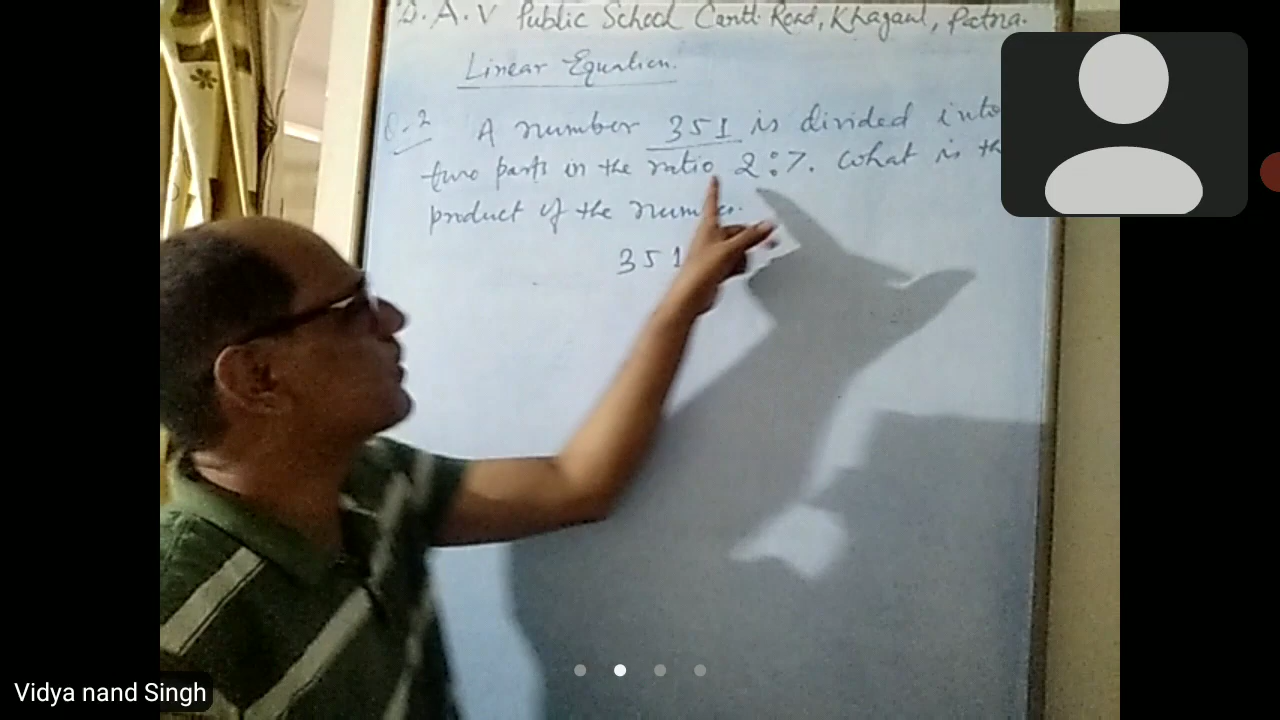 D.A.V Public School Cantt. Road, Khagaul, Patna.
Linear Equation.
Q.2 A number 351 is divided into
two parts in the ratio 2:7. What is the
product of the number.
351
Vidya nand Singh